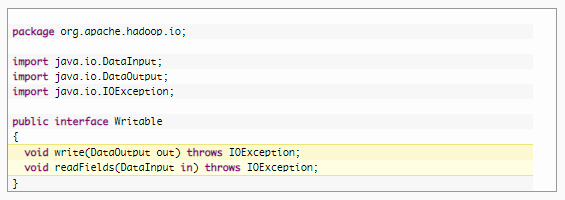 package org.apache.hadoop.io;
import java.io.DataInput;
import java.io.DataOutput;
import java.io.IOException;
public interface Writable
{
void write(DataOutput out) throws IOException;
void readFields(DataInput in) throws IOException;
}